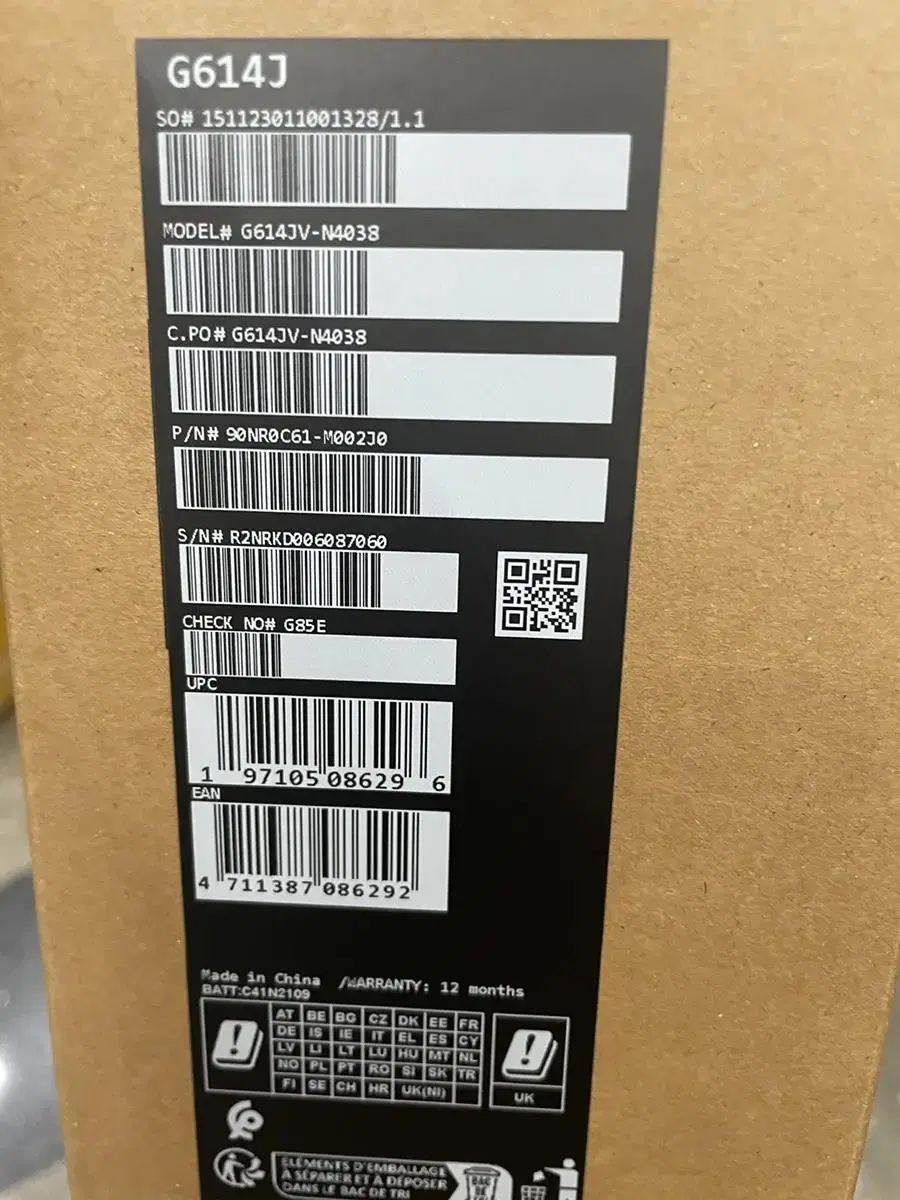 G614J
SO# 151123011001328/1.1
MODEL# G614JV-N4038
C.PO# G614JV-N4038
P/N# 90NR0C61-M002J0
S/N# R2NRKD006087060
CHECK NO# G85E
UPC
1 97105 08629 6
EAN
4 711387 086292
Made in China /WARRANTY: 12 months
BATT:C41N2109
AT BE BG CZ DK EE FR
DE IS IE IT EL ES CY
LV LI LT LU HU MT NL
NO PL PT RO SI SK TR
FI SE CH HR UK(NI)
UK
ÉLÉMENTS D'EMBALLAGE
À SÉPARER ET À DÉPOSER
DANS LE BAC DE TRI
BAC
DE